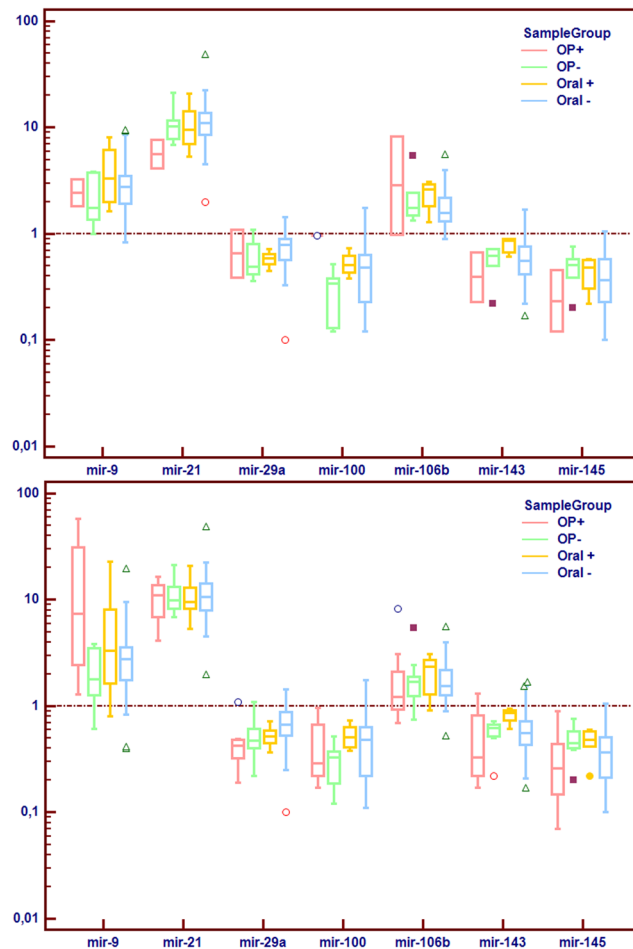 100
SampleGroup
OP+
OP-
Oral +
Oral -
10
1
0,1
0,01
mir-9 mir-21 mir-29a mir-100 mir-106b mir-143 mir-145
100
SampleGroup
OP+
OP-
Oral +
Oral -
10
1
0,1
0,01
mir-9 mir-21 mir-29a mir-100 mir-106b mir-143 mir-145